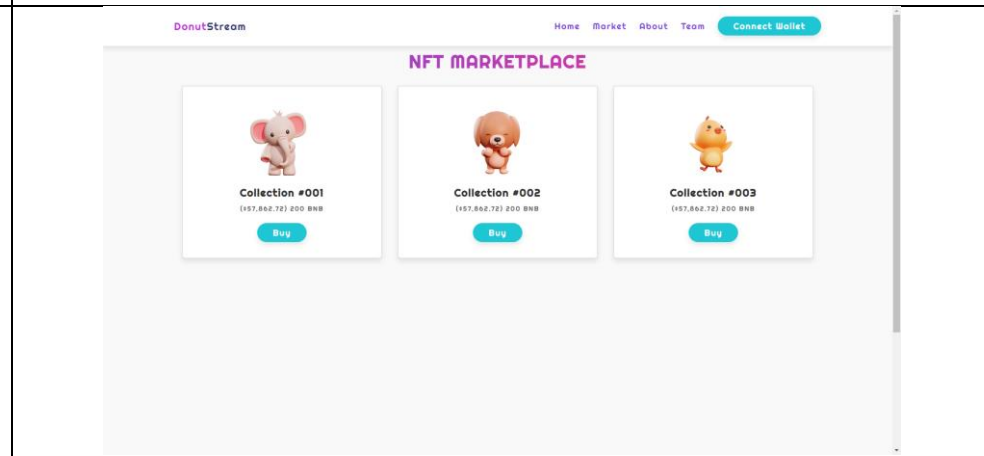 DonutStream
Home Market About Team Connect Wallet
NFT MARKETPLACE
Collection #001
($57,862.72) 200 BNB
Buy
Collection #002
($57,862.72) 200 BNB
Buy
Collection #003
($57,862.72) 200 BNB
Buy